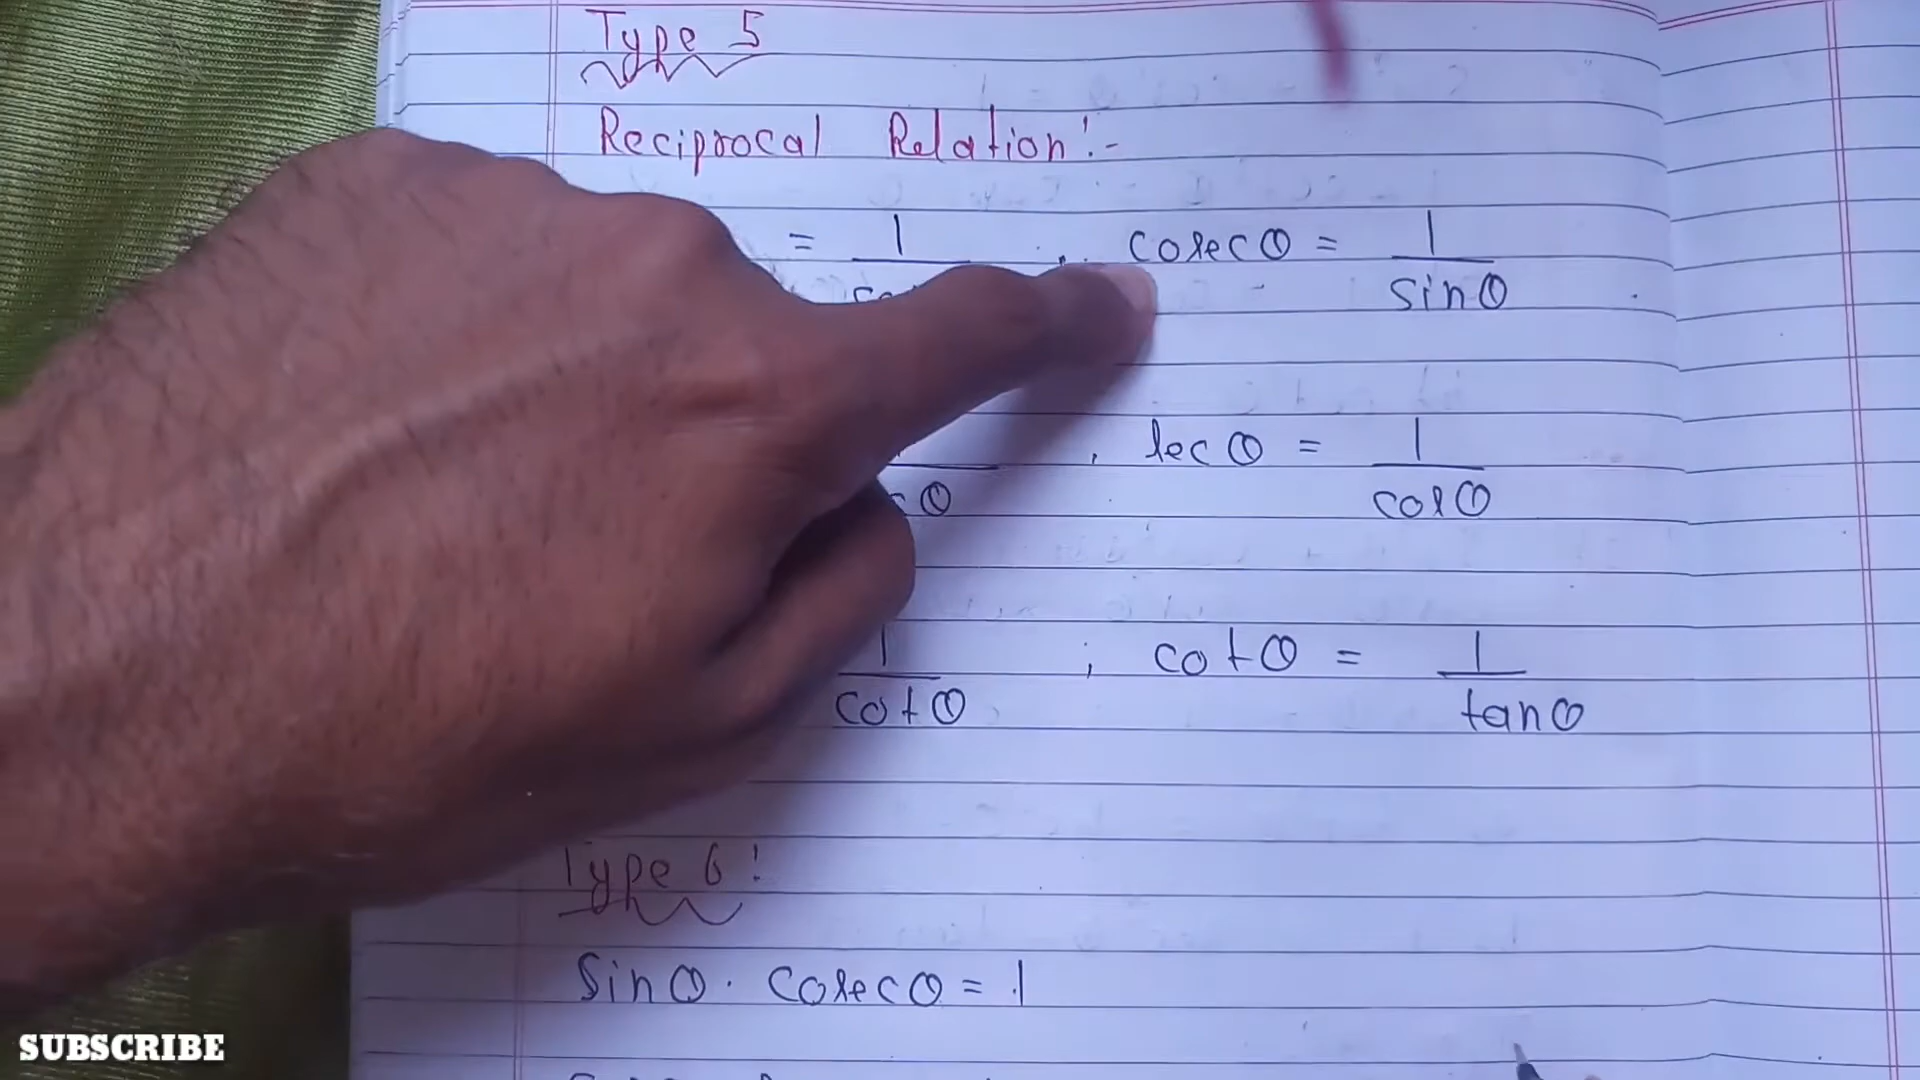 Type 5
Reciprocal Relation:-
= 1/ , cosecθ = 1/sinθ
, secθ = 1/cosθ
1/cotθ ; cotθ = 1/tanθ
Type 6:
Sinθ . Cosecθ = 1
SUBSCRIBE